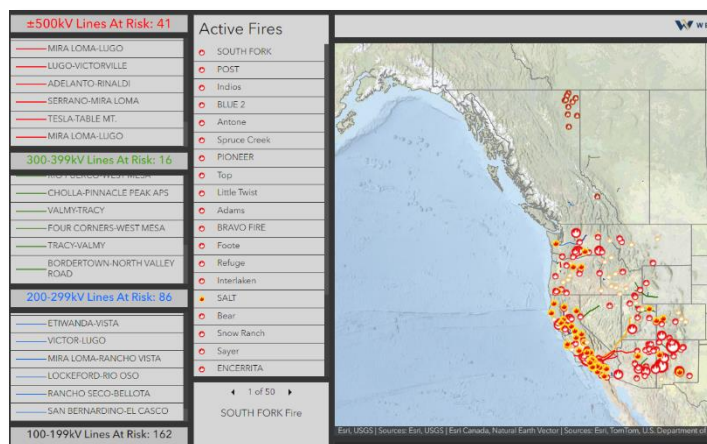 ±500kV Lines At Risk: 41
MIRA LOMA-LUGO
LUGO-VICTORVILLE
ADELANTO-RINALDI
SERRANO-MIRA LOMA
TESLA-TABLE MT.
MIRA LOMA-LUGO
300-399kV Lines At Risk: 16
RIO PUERCO-WEST MESA
CHOLLA-PINNACLE PEAK APS
VALMY-TRACY
FOUR CORNERS-WEST MESA
TRACY-VALMY
BORDERTOWN-NORTH VALLEY
ROAD
200-299kV Lines At Risk: 86
ETIWANDA-VISTA
VICTOR-LUGO
MIRA LOMA-RANCHO VISTA
LOCKEFORD-RIO OSO
RANCHO SECO-BELLOTA
SAN BERNARDINO-EL CASCO
100-199kV Lines At Risk: 162
Active Fires
SOUTH FORK
POST
Indios
BLUE 2
Antone
Spruce Creek
PIONEER
Top
Little Twist
Adams
BRAVO FIRE
Foote
Refuge
Interlaken
SALT
Bear
Snow Ranch
Sayer
ENCERRITA
1 of 50
SOUTH FORK Fire
Esri, USGS | Sources: Esri, USGS | Esri Canada, Natural Earth Vector | Sources: Esri, TomTom, U.S. Department of